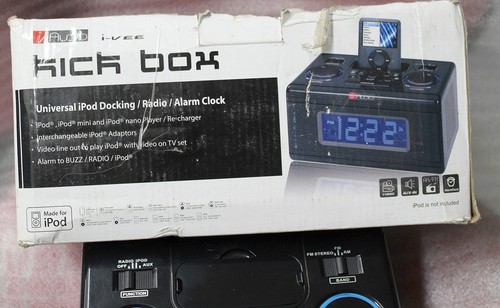 i-Audio i-VEE
kick box
Universal iPod Docking / Radio / Alarm Clock
• iPod®, iPod® mini and iPod® nano Player / Re-charger
• Interchangeable iPod® Adaptors
• Video line out to play iPod® with video on TV set
• Alarm to BUZZ / RADIO / iPod®
12:22
Made for
iPod
iPod is not included
RADIO iPOD
OFF AUX
FUNCTION
FM
FM STEREO AM
BAND